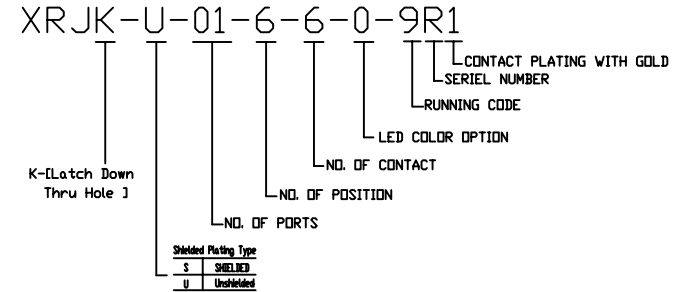 XRJK-U-01-6-6-0-9R1
CONTACT PLATING WITH GOLD
SERIEL NUMBER
RUNNING CODE
LED COLOR OPTION
NO. OF CONTACT
K-[Latch Down
Thru Hole ]
NO. OF POSITION
NO. OF PORTS
Shielded Plating Type
S SHIELDED
U Unshielded